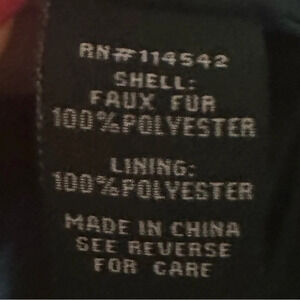 RN#114542
SHELL:
FAUX FUR
100%POLYESTER
LINING:
100%POLYESTER
MADE IN CHINA
SEE REVERSE
FOR CARE